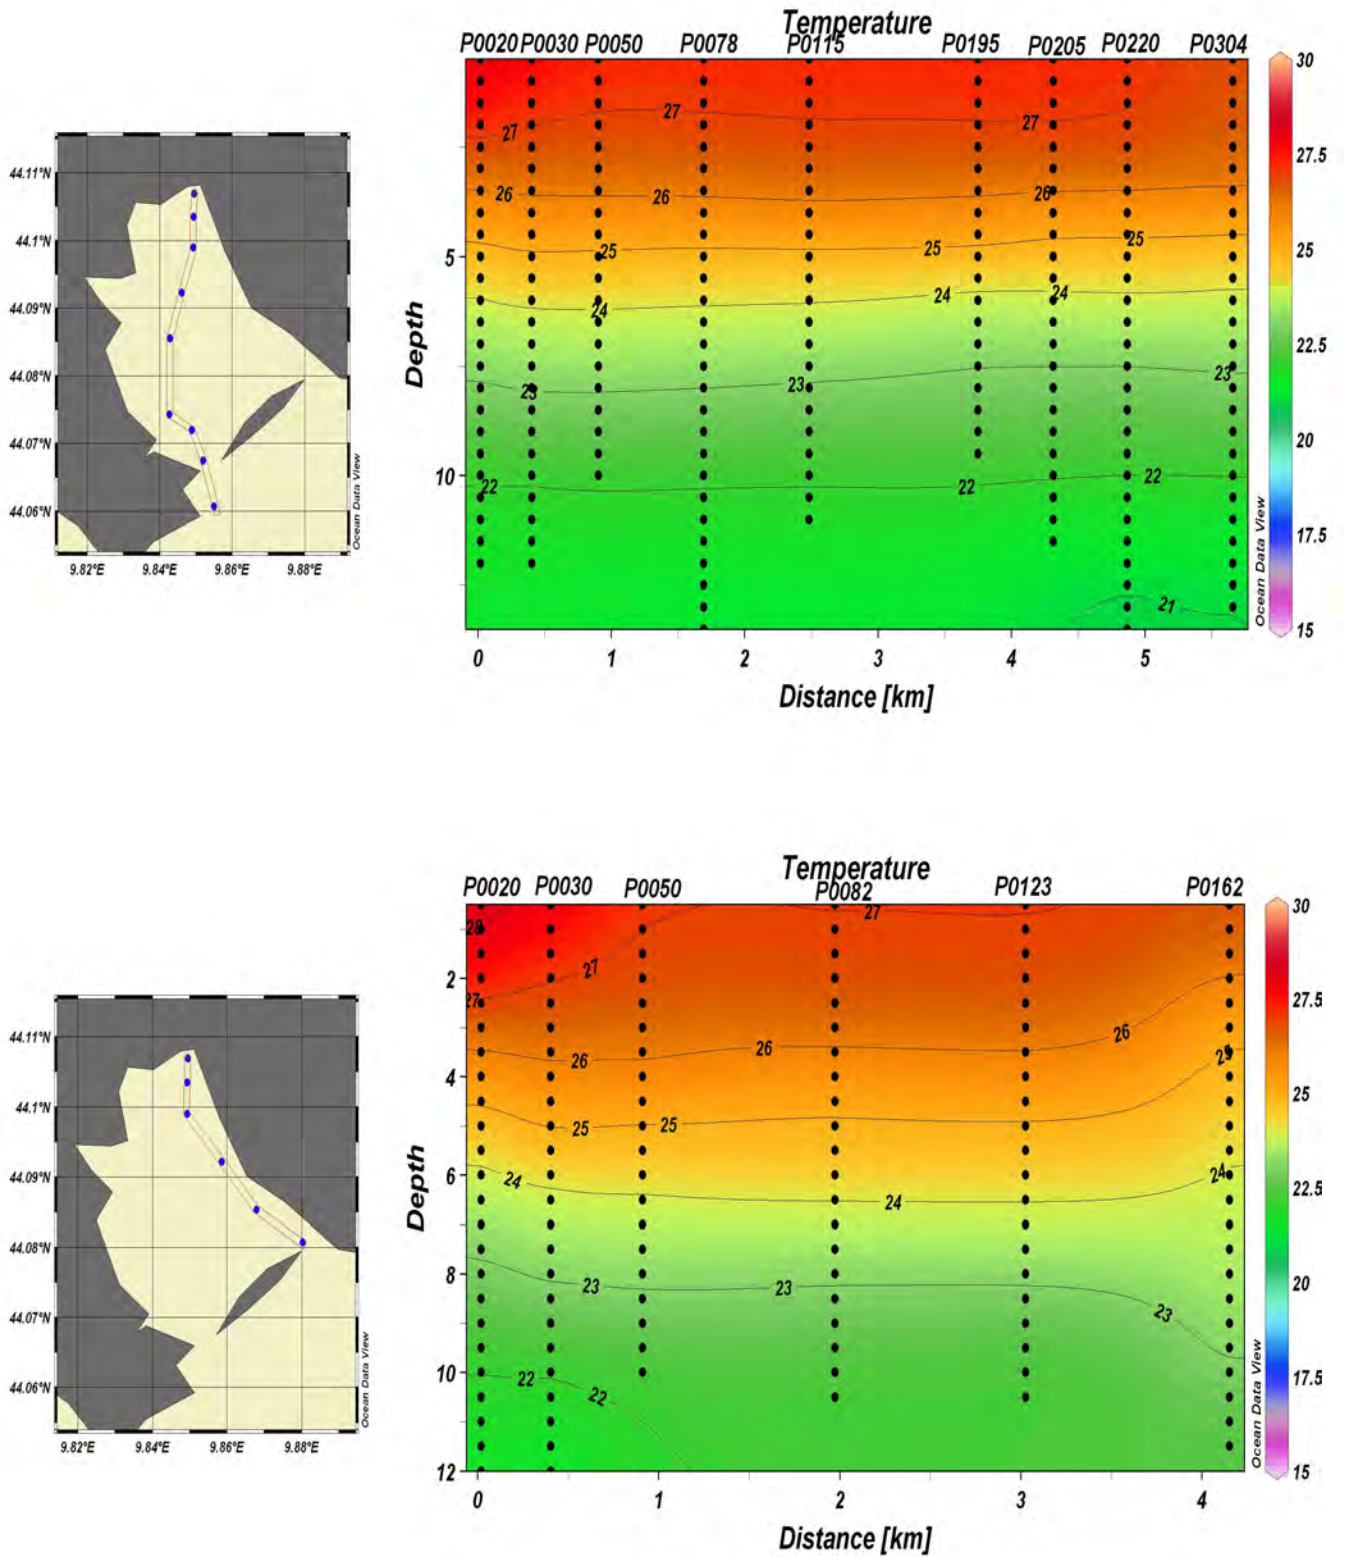 Temperature
P0020 P0030 P0050 P0078 P0115 P0195 P0205 P0220 P0304
30
27 27 27
27.5
26 26 26
25 25 25
5
25
24 24 24
Depth
22.5
23 23 23
20
10
22 22 22
17.5
21
15
Ocean Data View
0 1 2 3 4 5
Distance [km]
44.11°N
44.1°N
44.09°N
44.08°N
44.07°N
44.06°N
9.82°E 9.84°E 9.86°E 9.88°E
Ocean Data View
Temperature
P0020 P0030 P0050 P0082 P0123 P0162
30
28 27
27.5
27 27
2
26 26 26
25
4
25
25 25
6
24 24 24
22.5
Depth
8
23 23 23
20
10
22 22
17.5
12
15
Ocean Data View
0 1 2 3 4
Distance [km]
44.11°N
44.1°N
44.09°N
44.08°N
44.07°N
44.06°N
9.82°E 9.84°E 9.86°E 9.88°E
Ocean Data View